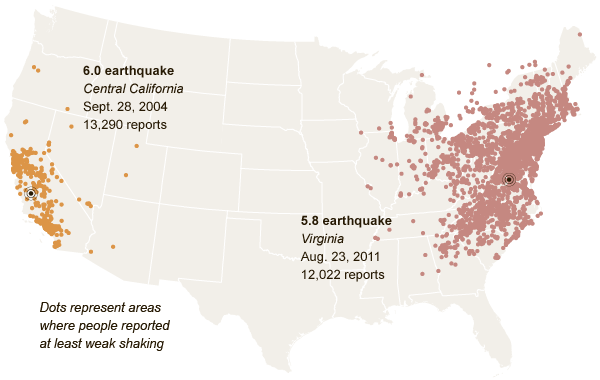 6.0 earthquake
Central California
Sept. 28, 2004
13,290 reports
5.8 earthquake
Virginia
Aug. 23, 2011
12,022 reports
Dots represent areas
where people reported
at least weak shaking